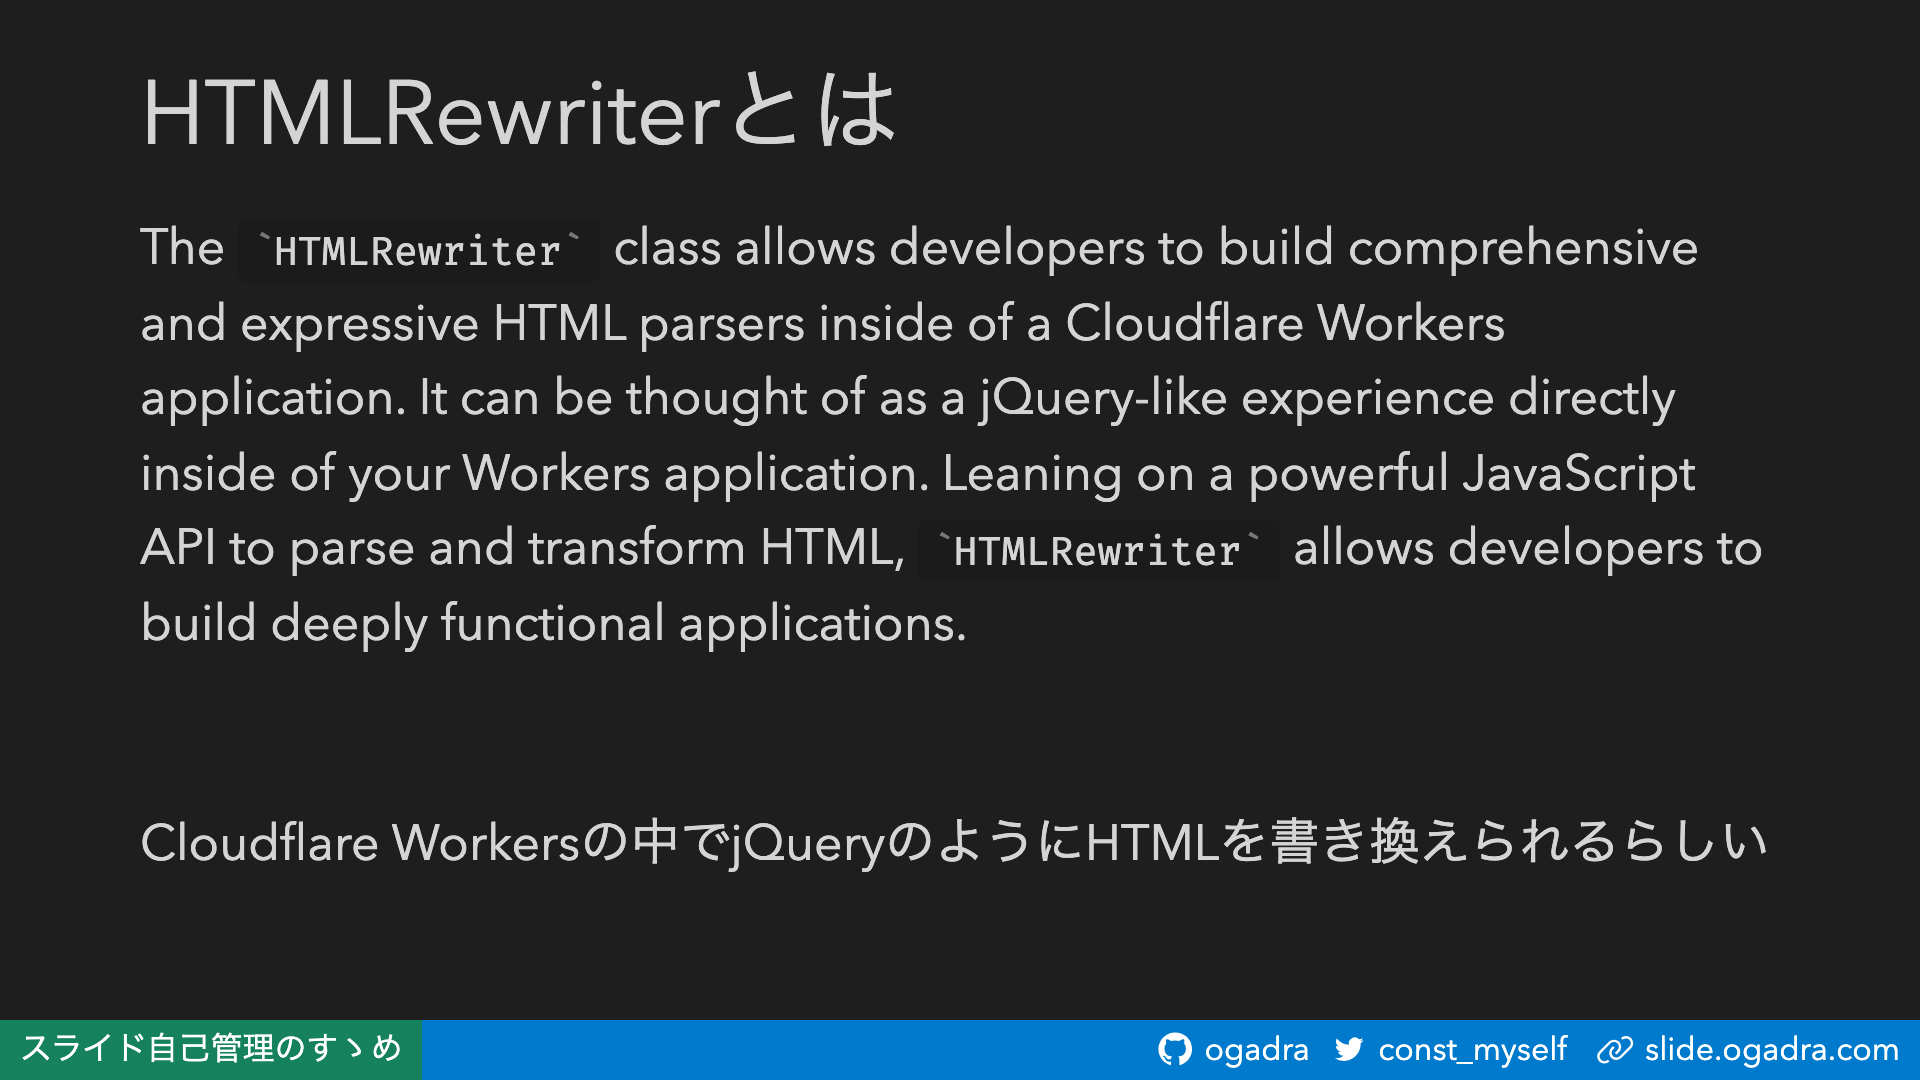 HTMLRewriterとは
The `HTMLRewriter` class allows developers to build comprehensive
and expressive HTML parsers inside of a Cloudflare Workers
application. It can be thought of as a jQuery-like experience directly
inside of your Workers application. Leaning on a powerful JavaScript
API to parse and transform HTML, `HTMLRewriter` allows developers to
build deeply functional applications.
Cloudflare Workersの中でjQueryのようにHTMLを書き換えられるらしい
スライド自己管理のすゝめ
ogadra const_myself slide.ogadra.com